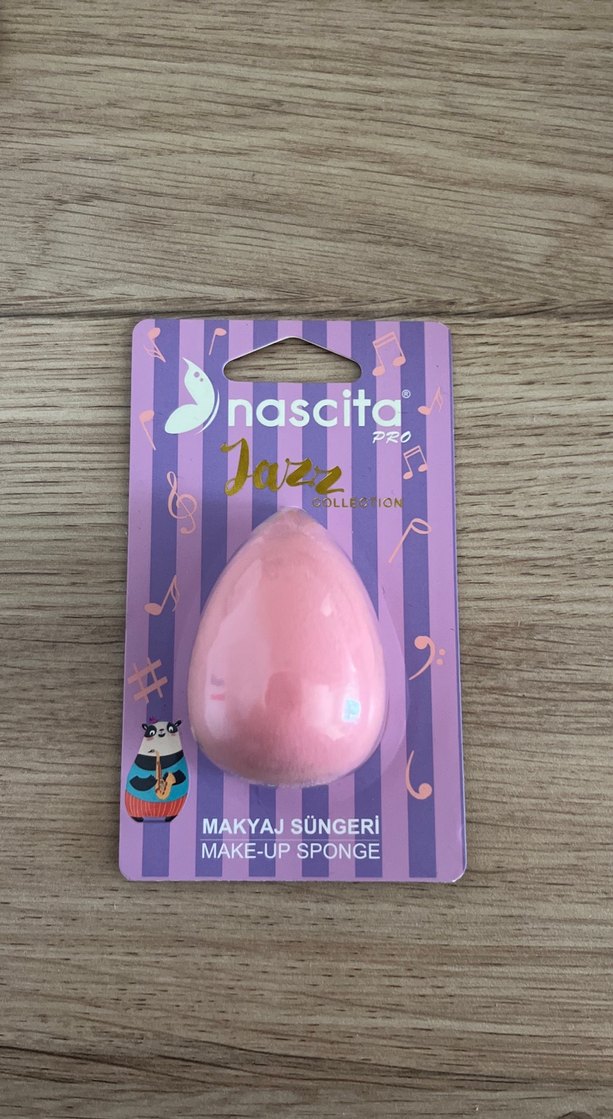 nascita®
PRO
Jazz
COLLECTION
MAKYAJ SÜNGERİ
MAKE-UP SPONGE